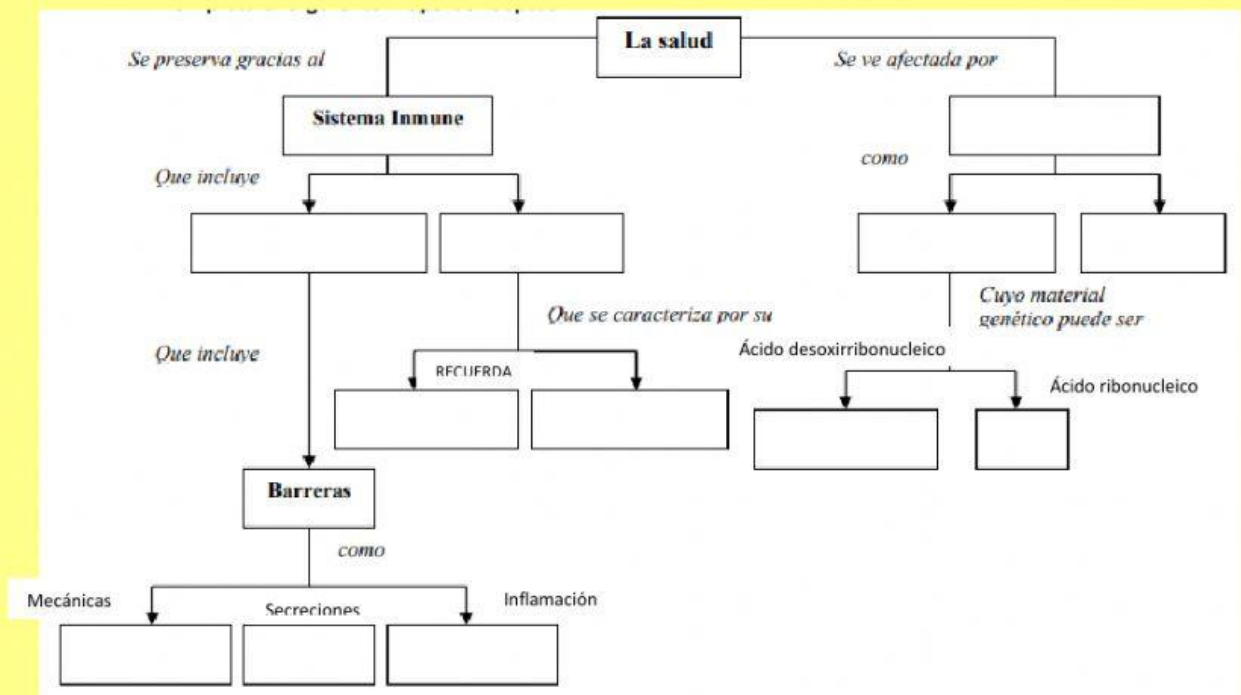 La salud
Se preserva gracias al
Se ve afectada por
Sistema Inmune
como
Que incluye
Que se caracteriza por su
Cuyo material
genético puede ser
Que incluye
Ácido desoxirribonucleico
RECUERDA
Ácido ribonucleico
Barreras
como
Mecánicas
Secreciones
Inflamación